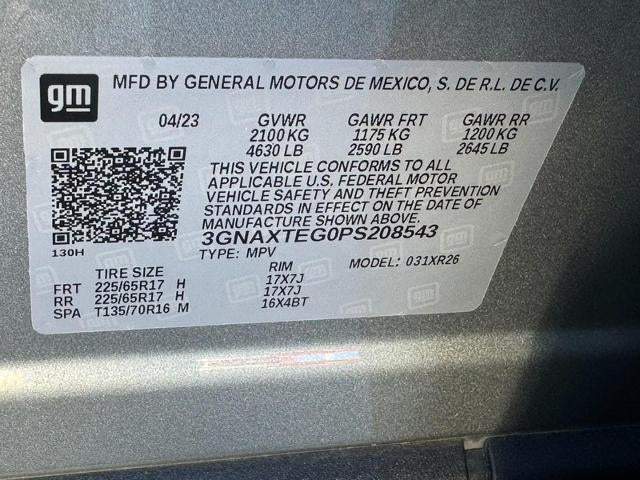 gm MFD BY GENERAL MOTORS DE MEXICO, S. DE R.L. DE C.V.
04/23 GVWR GAWR FRT GAWR RR
2100 KG 1175 KG 1200 KG
4630 LB 2590 LB 2645 LB
THIS VEHICLE CONFORMS TO ALL
APPLICABLE U.S. FEDERAL MOTOR
VEHICLE SAFETY AND THEFT PREVENTION
STANDARDS IN EFFECT ON THE DATE OF
MANUFACTURE SHOWN ABOVE.
3GNAXTEG0PS208543
130H
TYPE: MPV MODEL: 031XR26
TIRE SIZE RIM
FRT 225/65R17 H 17X7J
RR 225/65R17 H 17X7J
SPA T135/70R16 M 16X4BT